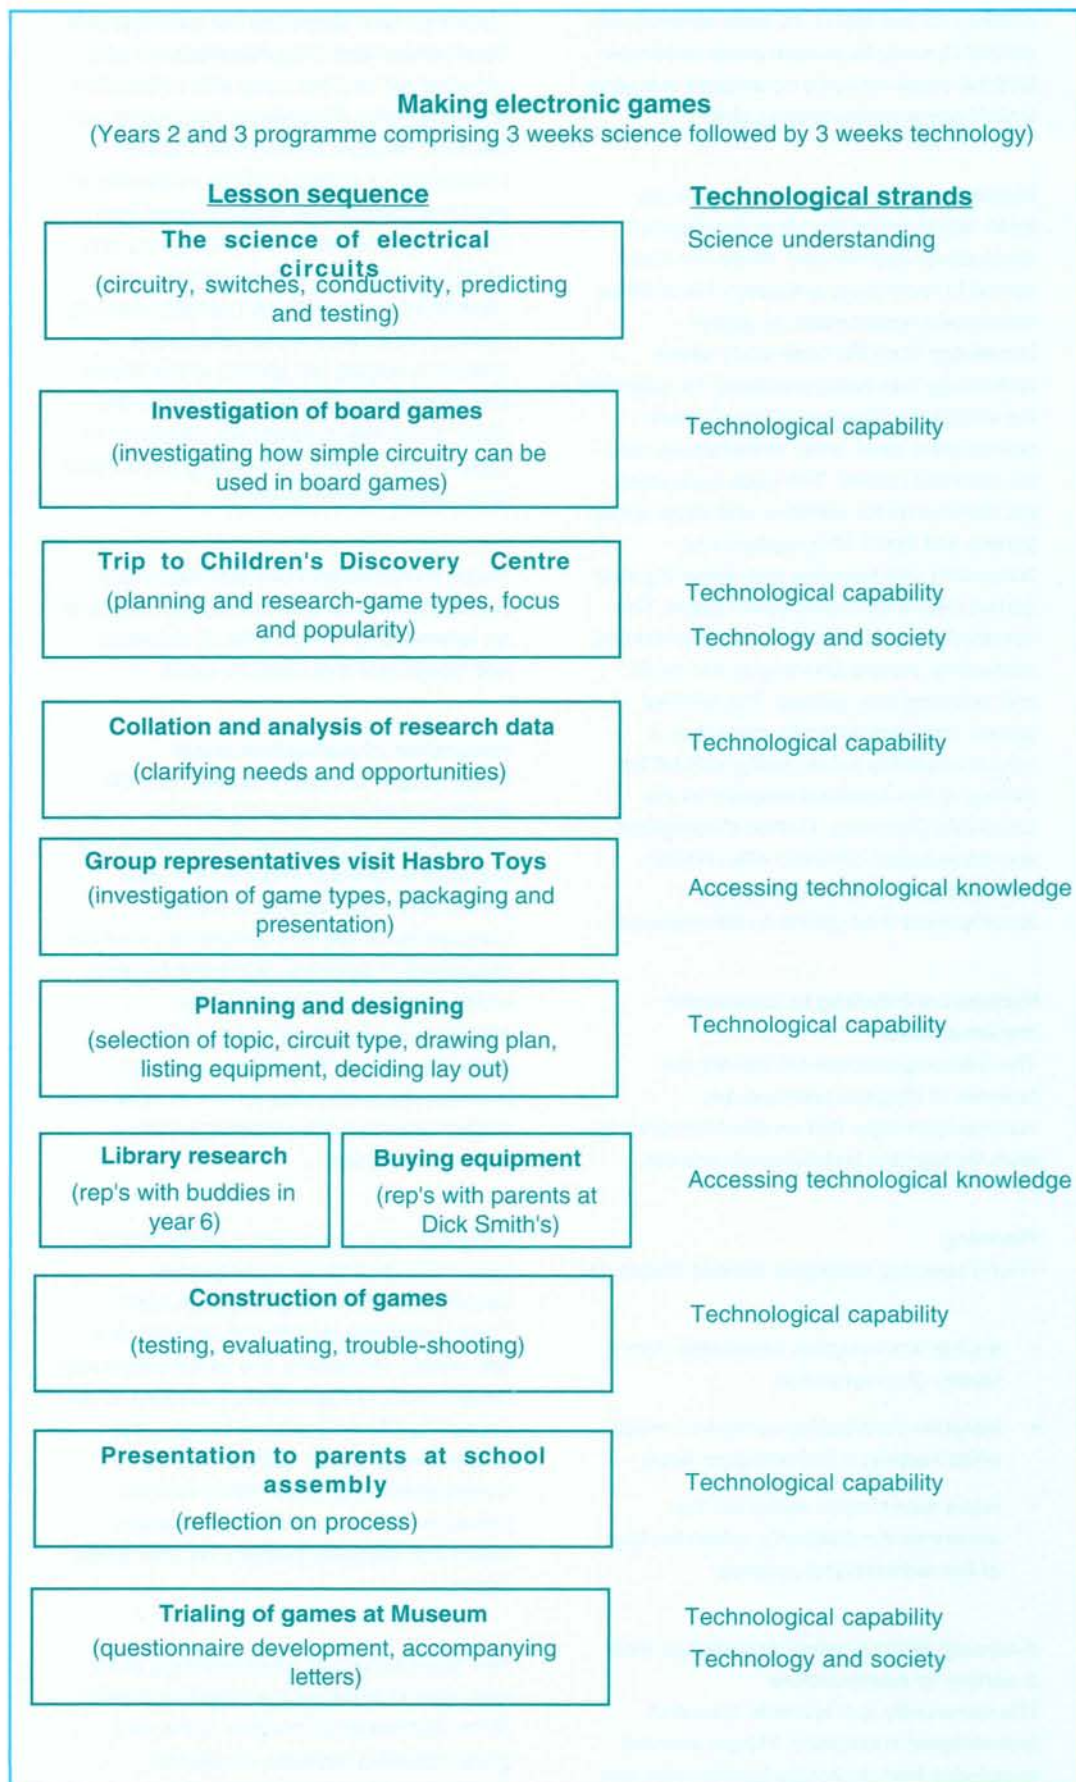 Making electronic games
(Years 2 and 3 programme comprising 3 weeks science followed by 3 weeks technology)
Lesson sequence
Technological strands
The science of electrical
circuits
(circuitry, switches, conductivity, predicting
and testing)
Science understanding
Investigation of board games
(investigating how simple circuitry can be
used in board games)
Technological capability
Trip to Children's Discovery Centre
(planning and research-game types, focus
and popularity)
Technological capability
Technology and society
Collation and analysis of research data
(clarifying needs and opportunities)
Technological capability
Group representatives visit Hasbro Toys
(investigation of game types, packaging and
presentation)
Accessing technological knowledge
Planning and designing
(selection of topic, circuit type, drawing plan,
listing equipment, deciding lay out)
Technological capability
Library research
(rep's with buddies in
year 6)
Buying equipment
(rep's with parents at
Dick Smith's)
Accessing technological knowledge
Construction of games
(testing, evaluating, trouble-shooting)
Technological capability
Presentation to parents at school
assembly
(reflection on process)
Technological capability
Trialing of games at Museum
(questionnaire development, accompanying
letters)
Technological capability
Technology and society